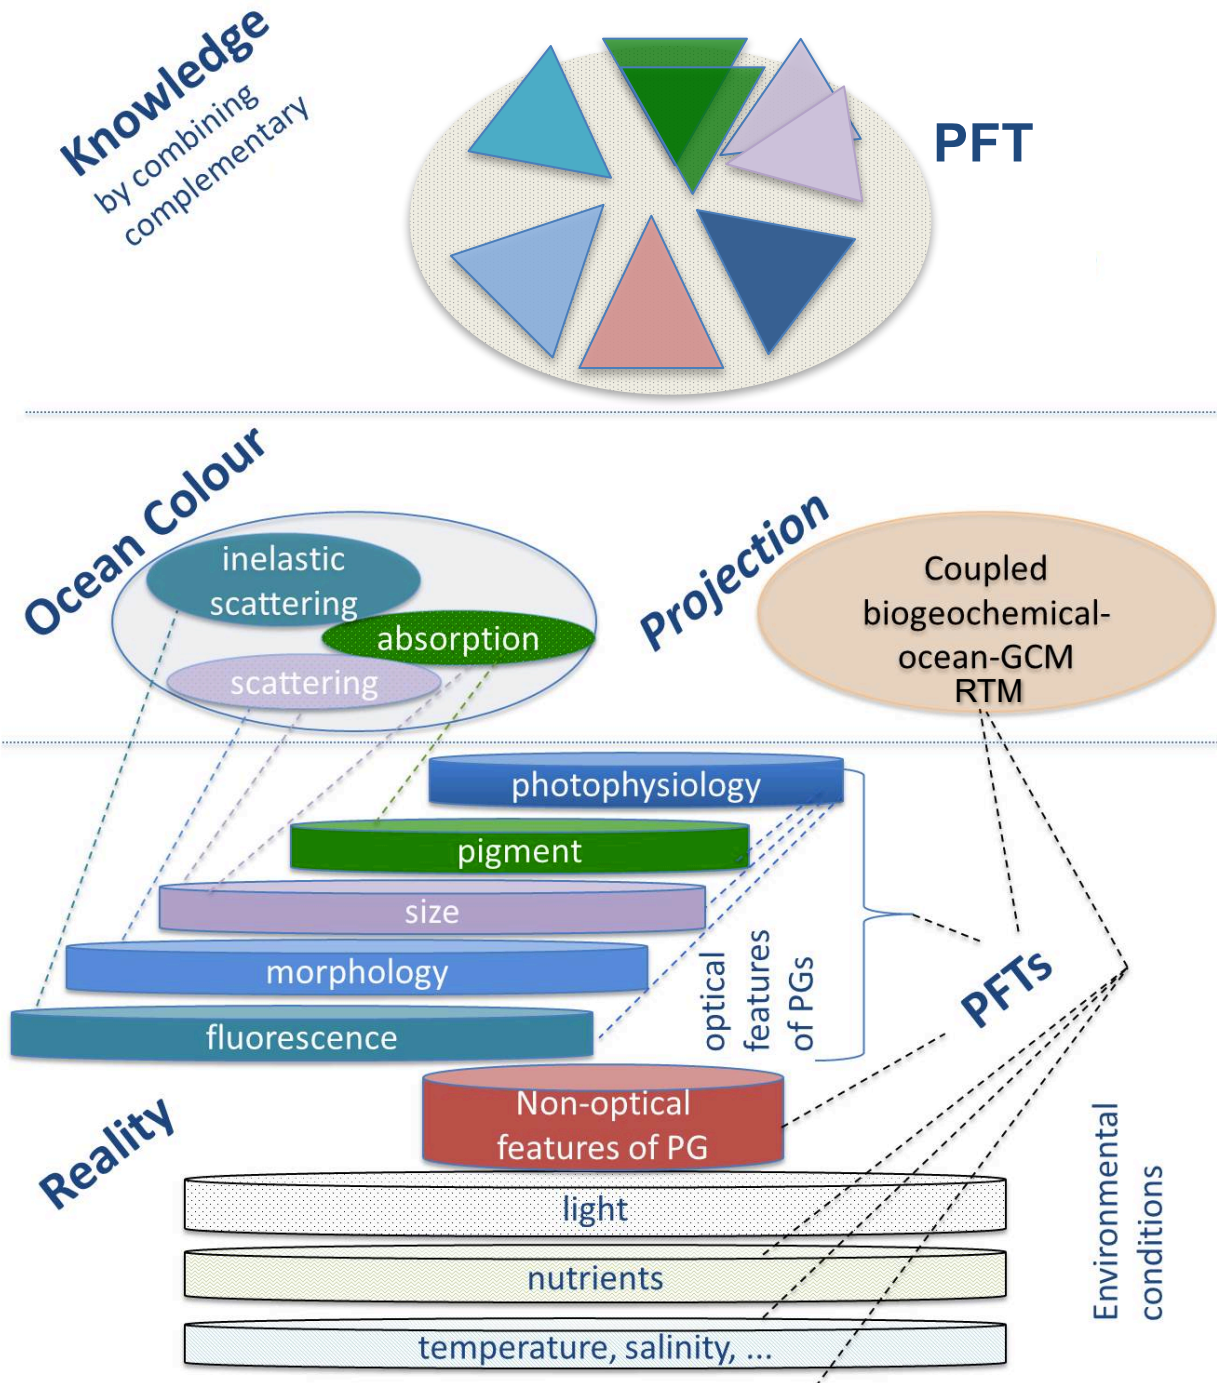 Knowledge
by combining
complementary
PFT
Ocean Colour
inelastic
scattering
absorption
scattering
Projection
Coupled
biogeochemical-
ocean-GCM
RTM
photophysiology
pigment
size
morphology
fluorescence
optical
features
of PGs
PFTs
Reality
Non-optical
features of PG
light
nutrients
temperature, salinity, ...
Environmental
conditions